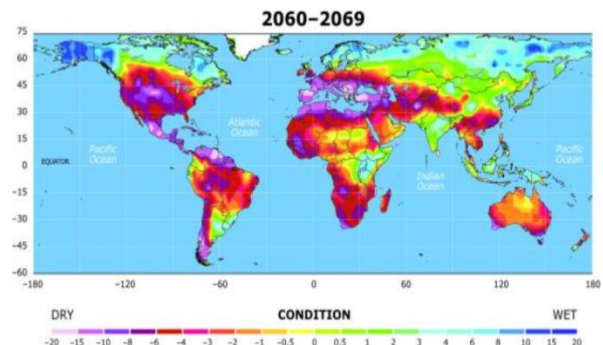 2060–2069
75
60
45
30
15
0
−15
−30
−45
−60
Atlantic
Ocean
Pacific
Ocean
EQUATOR
Indian
Ocean
Pacific
Ocean
−180 −120 −60 0 60 120 180
DRY CONDITION WET
−20 −15 −10 −8 −6 −4 −3 −2 −1 −0.5 0 0.5 1 2 3 4 6 8 10 15 20